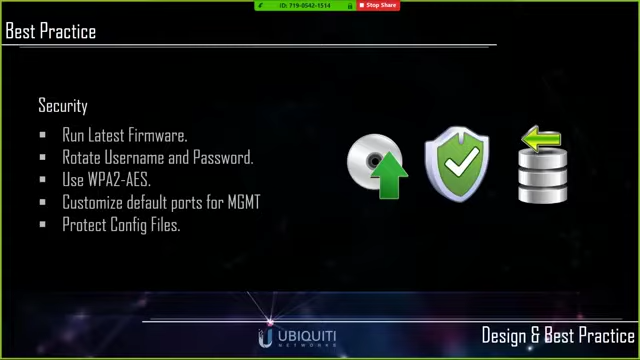 ID: 719-0542-1514
Stop Share
Best Practice
Security
Run Latest Firmware.
Rotate Username and Password.
Use WPA2-AES.
Customize default ports for MGMT
Protect Config Files.
UBIQUITI
NETWORKS
Design & Best Practice